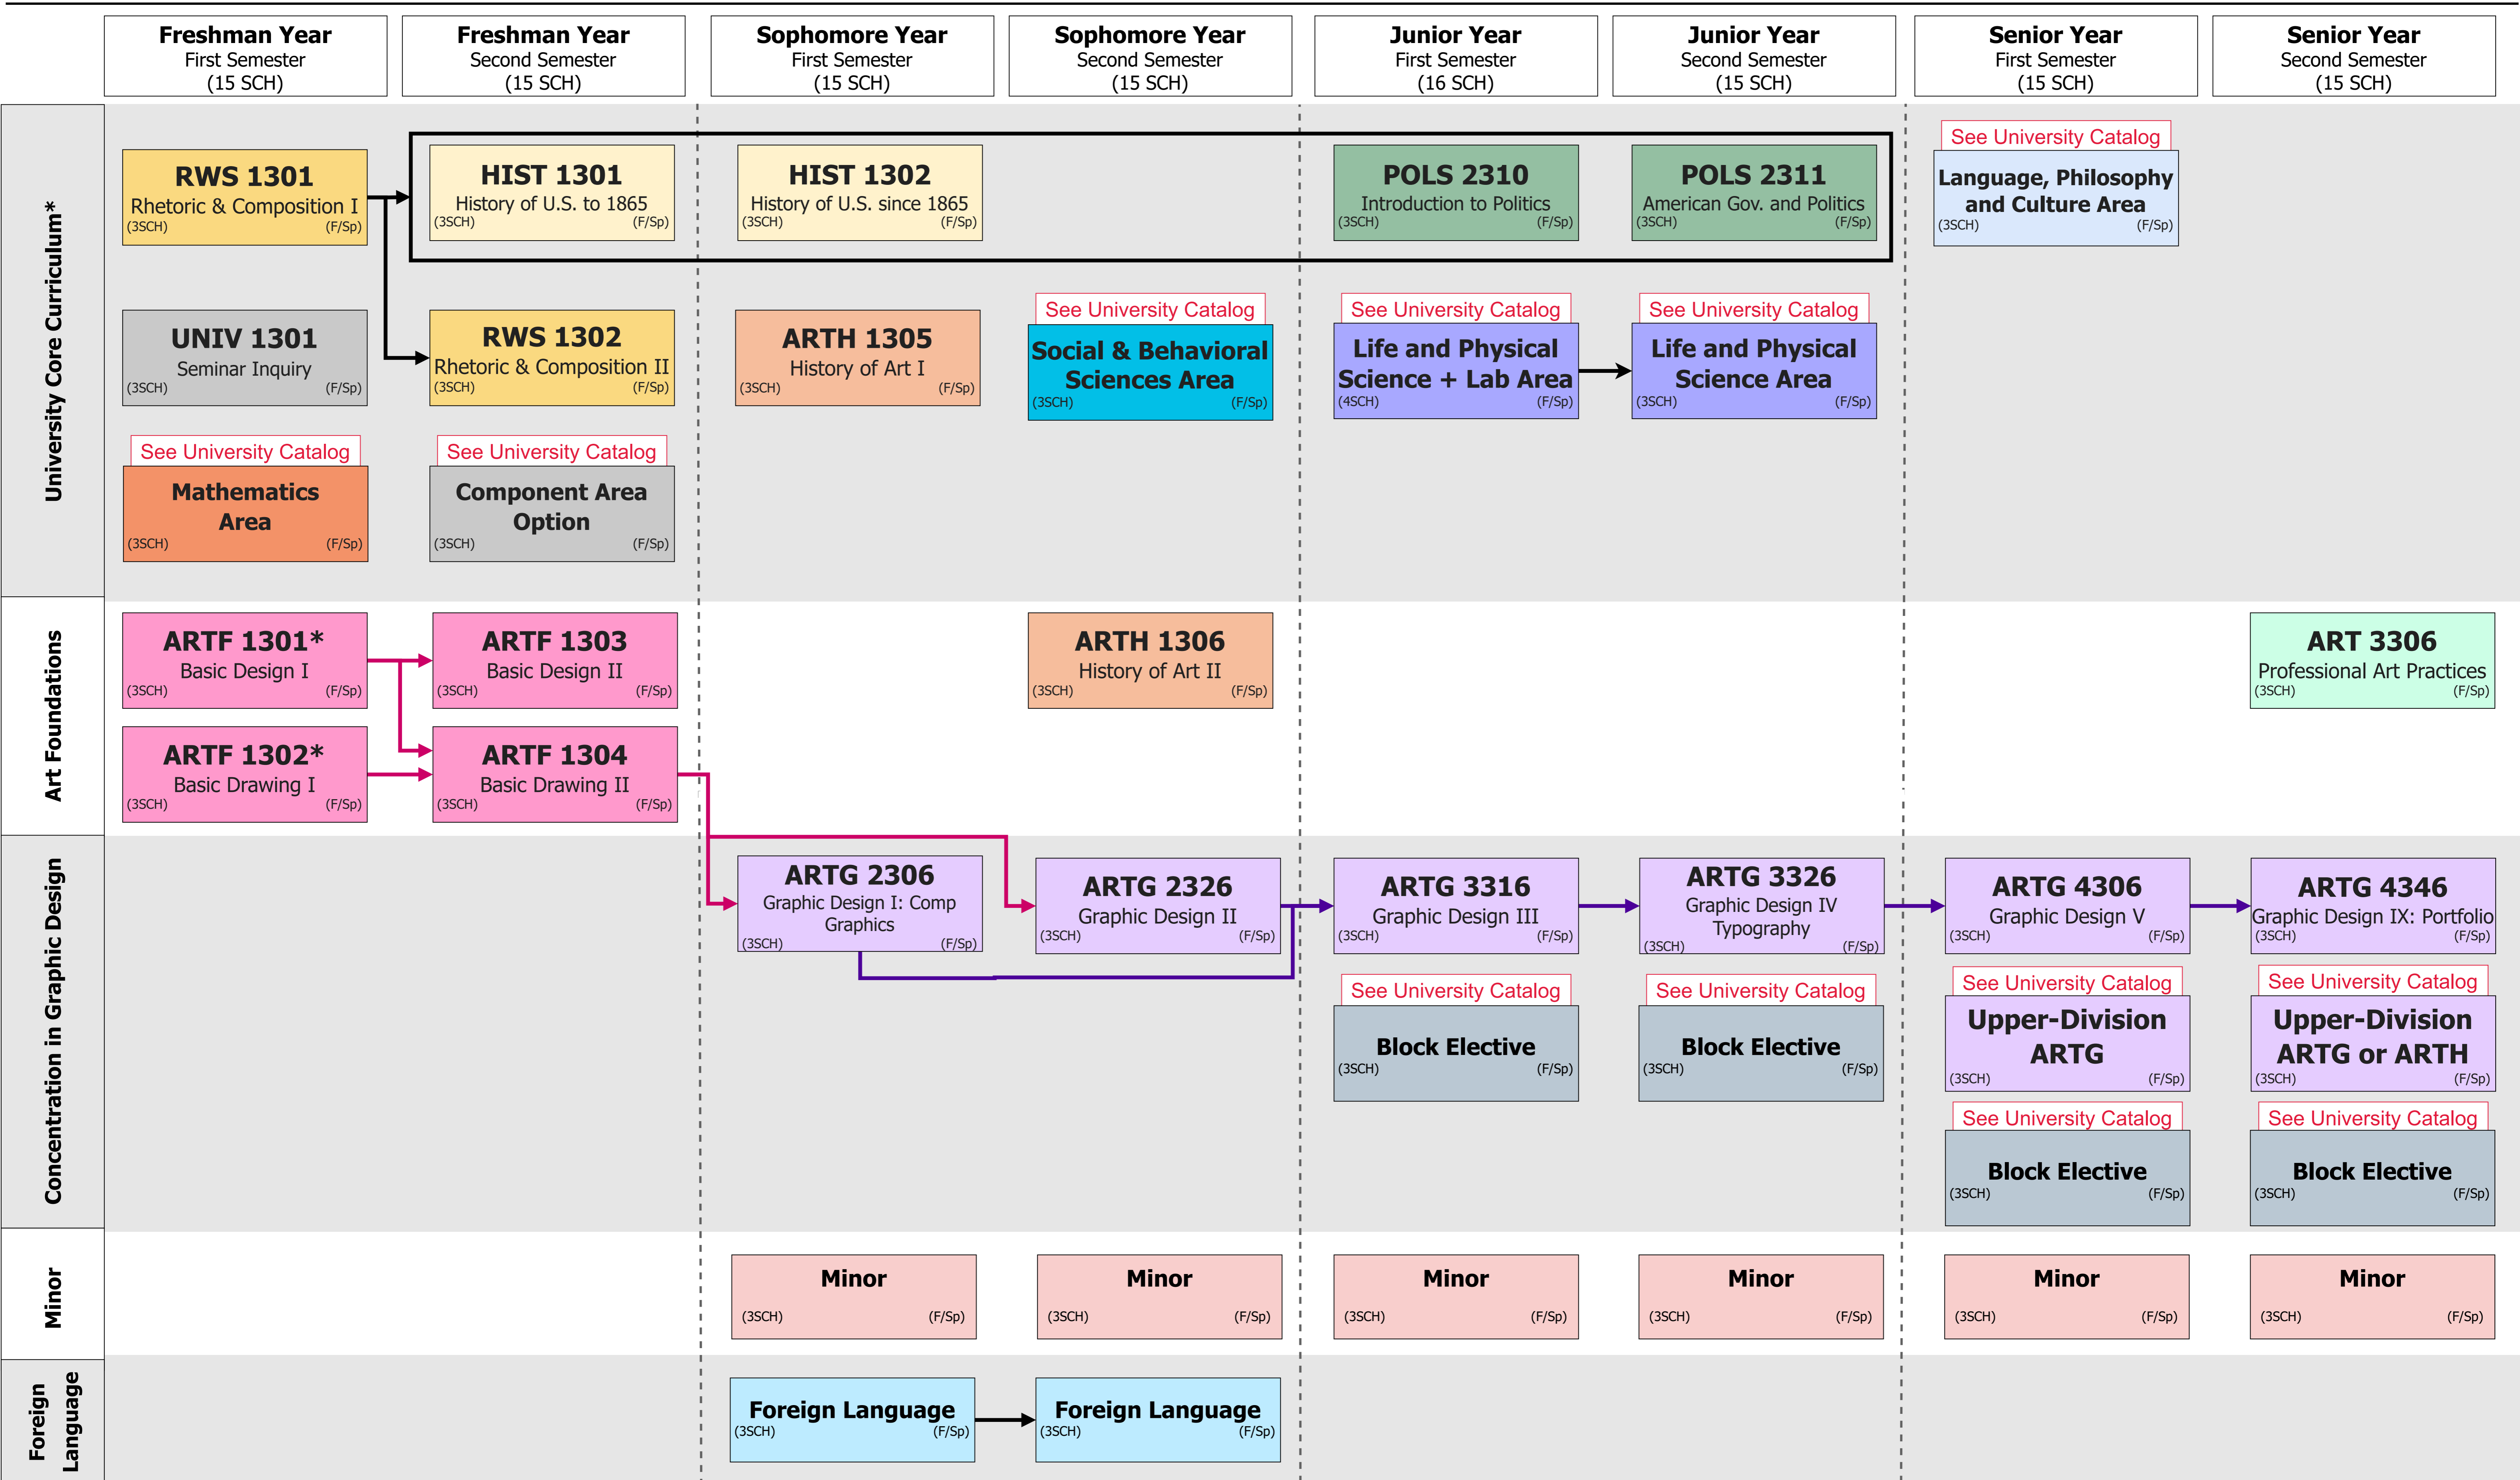 Freshman Year
First Semester
(15 SCH)
Freshman Year
Second Semester
(15 SCH)
Sophomore Year
First Semester
(15 SCH)
Sophomore Year
Second Semester
(15 SCH)
Junior Year
First Semester
(16 SCH)
Junior Year
Second Semester
(15 SCH)
Senior Year
First Semester
(15 SCH)
Senior Year
Second Semester
(15 SCH)
University Core Curriculum*
RWS 1301
Rhetoric & Composition I
(3SCH) (F/Sp)
HIST 1301
History of U.S. to 1865
(3SCH) (F/Sp)
HIST 1302
History of U.S. since 1865
(3SCH) (F/Sp)
POLS 2310
Introduction to Politics
(3SCH) (F/Sp)
POLS 2311
American Gov. and Politics
(3SCH) (F/Sp)
See University Catalog
Language, Philosophy
and Culture Area
(3SCH) (F/Sp)
UNIV 1301
Seminar Inquiry
(3SCH) (F/Sp)
RWS 1302
Rhetoric & Composition II
(3SCH) (F/Sp)
ARTH 1305
History of Art I
(3SCH) (F/Sp)
See University Catalog
Social & Behavioral
Sciences Area
(3SCH) (F/Sp)
See University Catalog
Life and Physical
Science + Lab Area
(4SCH) (F/Sp)
See University Catalog
Life and Physical
Science Area
(3SCH) (F/Sp)
See University Catalog
Mathematics
Area
(3SCH) (F/Sp)
See University Catalog
Component Area
Option
(3SCH) (F/Sp)
Art Foundations
ARTF 1301*
Basic Design I
(3SCH) (F/Sp)
ARTF 1303
Basic Design II
(3SCH) (F/Sp)
ARTH 1306
History of Art II
(3SCH) (F/Sp)
ART 3306
Professional Art Practices
(3SCH) (F/Sp)
ARTF 1302*
Basic Drawing I
(3SCH) (F/Sp)
ARTF 1304
Basic Drawing II
(3SCH) (F/Sp)
Concentration in Graphic Design
ARTG 2306
Graphic Design I: Comp
Graphics
(3SCH) (F/Sp)
ARTG 2326
Graphic Design II
(3SCH) (F/Sp)
ARTG 3316
Graphic Design III
(3SCH) (F/Sp)
ARTG 3326
Graphic Design IV
Typography
(3SCH) (F/Sp)
ARTG 4306
Graphic Design V
(3SCH) (F/Sp)
ARTG 4346
Graphic Design IX: Portfolio
(3SCH) (F/Sp)
See University Catalog
Block Elective
(3SCH) (F/Sp)
See University Catalog
Block Elective
(3SCH) (F/Sp)
See University Catalog
Upper-Division
ARTG
(3SCH) (F/Sp)
See University Catalog
Upper-Division
ARTG or ARTH
(3SCH) (F/Sp)
See University Catalog
Block Elective
(3SCH) (F/Sp)
See University Catalog
Block Elective
(3SCH) (F/Sp)
Minor
Minor
(3SCH) (F/Sp)
Minor
(3SCH) (F/Sp)
Minor
(3SCH) (F/Sp)
Minor
(3SCH) (F/Sp)
Minor
(3SCH) (F/Sp)
Minor
(3SCH) (F/Sp)
Foreign
Language
Foreign Language
(3SCH) (F/Sp)
Foreign Language
(3SCH) (F/Sp)